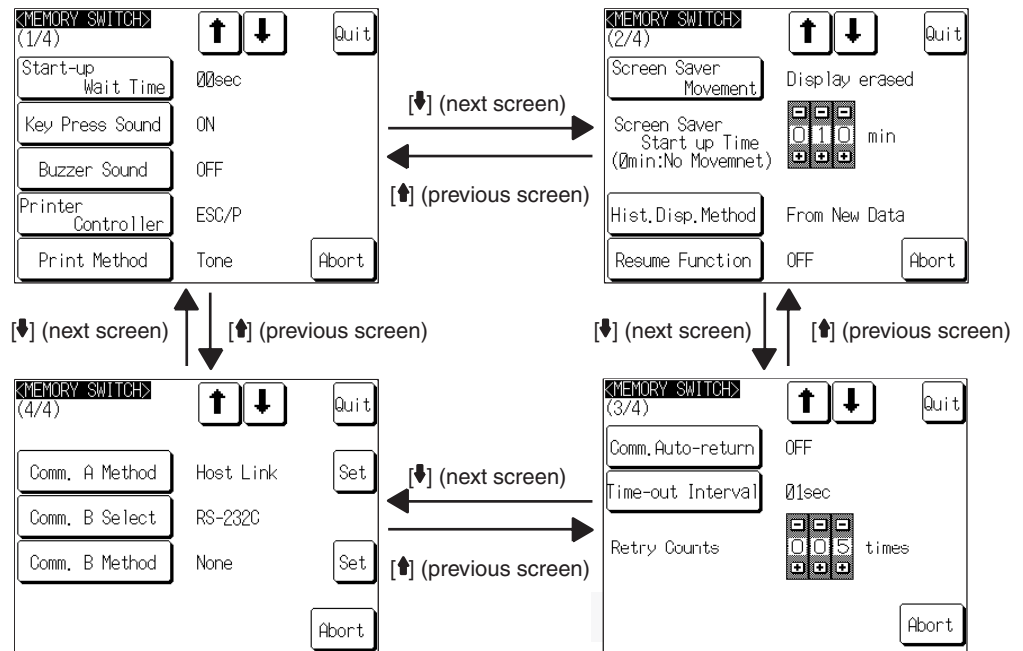 <MEMORY SWITCH>
(1/4)
Quit
Start-up
Wait Time
00sec
Key Press Sound
ON
Buzzer Sound
OFF
Printer
Controller
ESC/P
Print Method
Tone
Abort
[⬇] (next screen)
[⬆] (previous screen)
<MEMORY SWITCH>
(2/4)
Quit
Screen Saver
Movement
Display erased
Screen Saver
Start up Time
(0min:No Movemnet)
010 min
Hist.Disp.Method
From New Data
Resume Function
OFF
Abort
[⬇] (next screen)
[⬆] (previous screen)
[⬇] (next screen)
[⬆] (previous screen)
<MEMORY SWITCH>
(4/4)
Quit
Comm. A Method
Host Link
Set
Comm. B Select
RS-232C
Comm. B Method
None
Set
Abort
[⬇] (next screen)
[⬆] (previous screen)
<MEMORY SWITCH>
(3/4)
Quit
Comm.Auto-return
OFF
Time-out Interval
01sec
Retry Counts
005 times
Abort